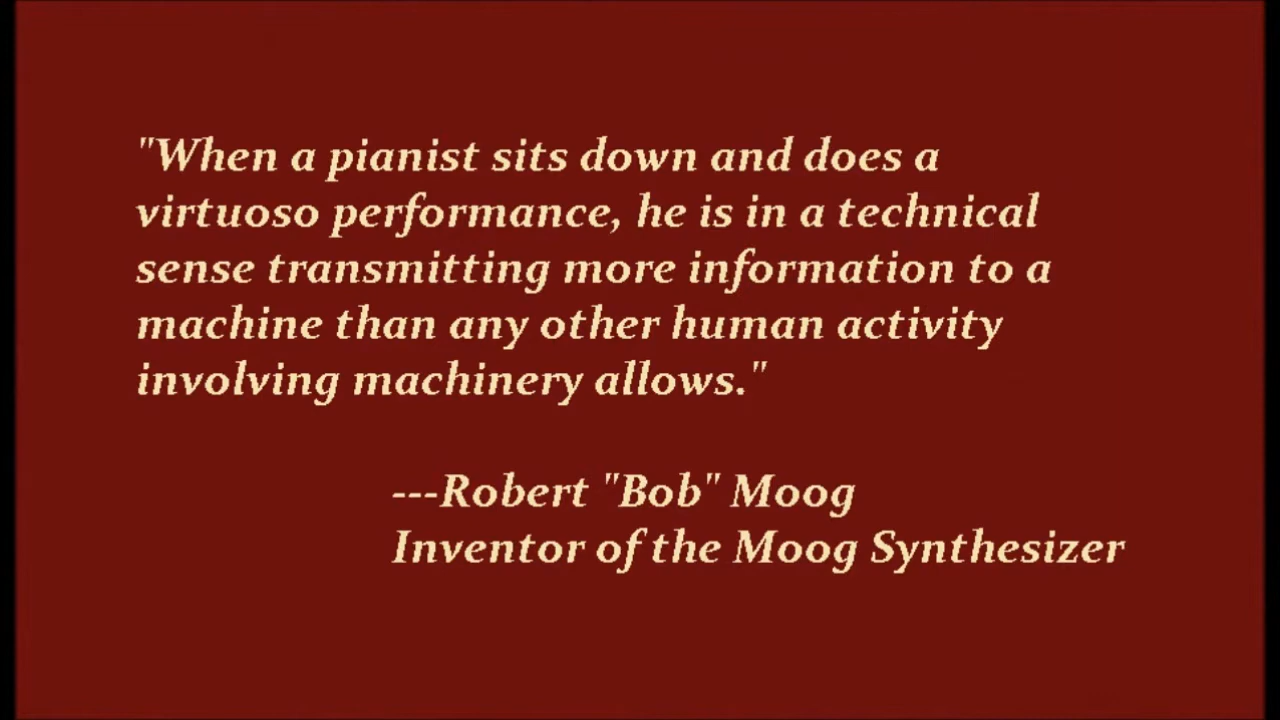 "When a pianist sits down and does a
virtuoso performance, he is in a technical
sense transmitting more information to a
machine than any other human activity
involving machinery allows."
---Robert "Bob" Moog
Inventor of the Moog Synthesizer